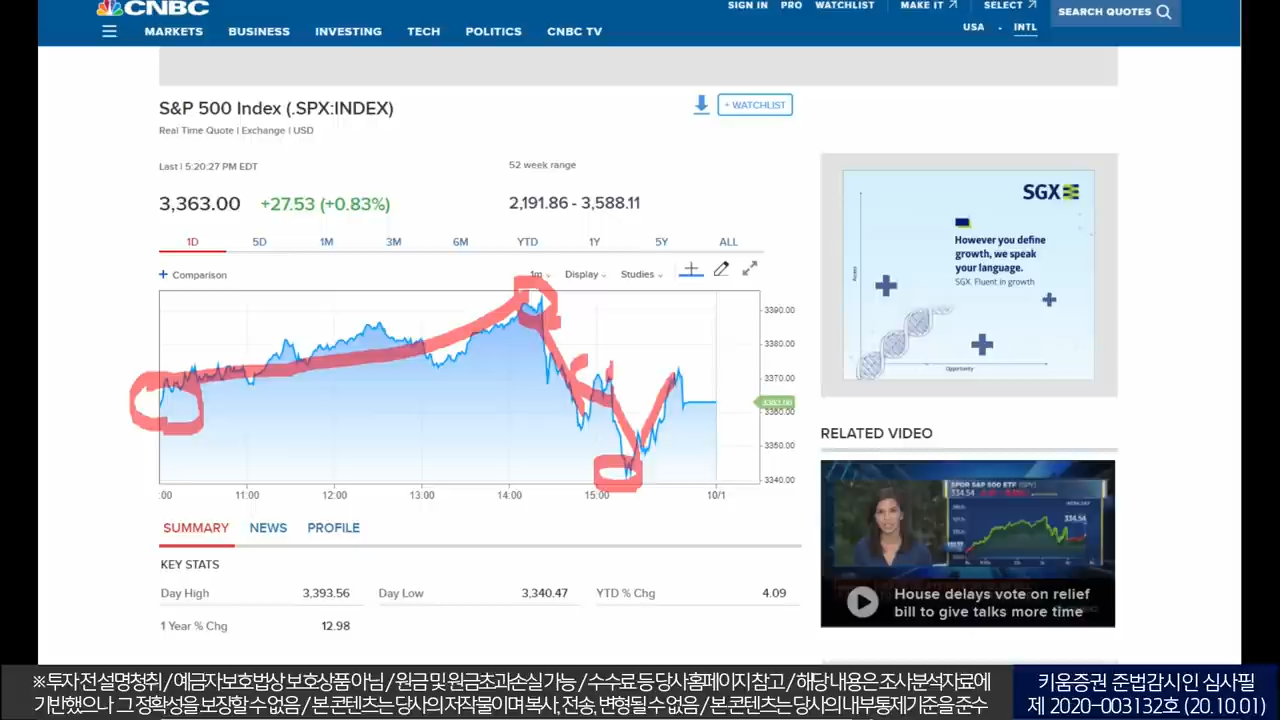 CNBC
SIGN IN PRO WATCHLIST MAKE IT SELECT SEARCH QUOTES
USA INTL
MARKETS BUSINESS INVESTING TECH POLITICS CNBC TV
S&P 500 Index (.SPX:INDEX)
+ WATCHLIST
Real Time Quote | Exchange | USD
Last | 5:20:27 PM EDT
52 week range
3,363.00 +27.53 (+0.83%)
2,191.86 - 3,588.11
1D 5D 1M 3M 6M YTD 1Y 5Y ALL
+ Comparison
1m Display Studies
3390.00
3380.00
3370.00
3363.00
3360.00
3350.00
3340.00
:00 11:00 12:00 13:00 14:00 15:00 10/1
SUMMARY NEWS PROFILE
KEY STATS
Day High 3,393.56 Day Low 3,340.47 YTD % Chg 4.09
1 Year % Chg 12.98
SGX
However you define
growth, we speak
your language.
SGX. Fluent in growth
Access
Opportunity
RELATED VIDEO
SPDR S&P 500 ETF (SPY)
334.54
334.54
House delays vote on relief
bill to give talks more time
※ 투자 전 설명청취 / 예금자보호법상 보호상품 아님 / 원금 및 원금초과손실 가능 / 수수료 등 당사홈페이지 참고 / 해당 내용은 조사분석자료에
기반했으나 그 정확성을 보장할 수 없음 / 본 콘텐츠는 당사의 저작물이며 복사, 전송, 변형될 수 없음 / 본 콘텐츠는 당사의 내부통제기준을 준수
키움증권 준법감시인 심사필
제 2020-003132호 (20.10.01)